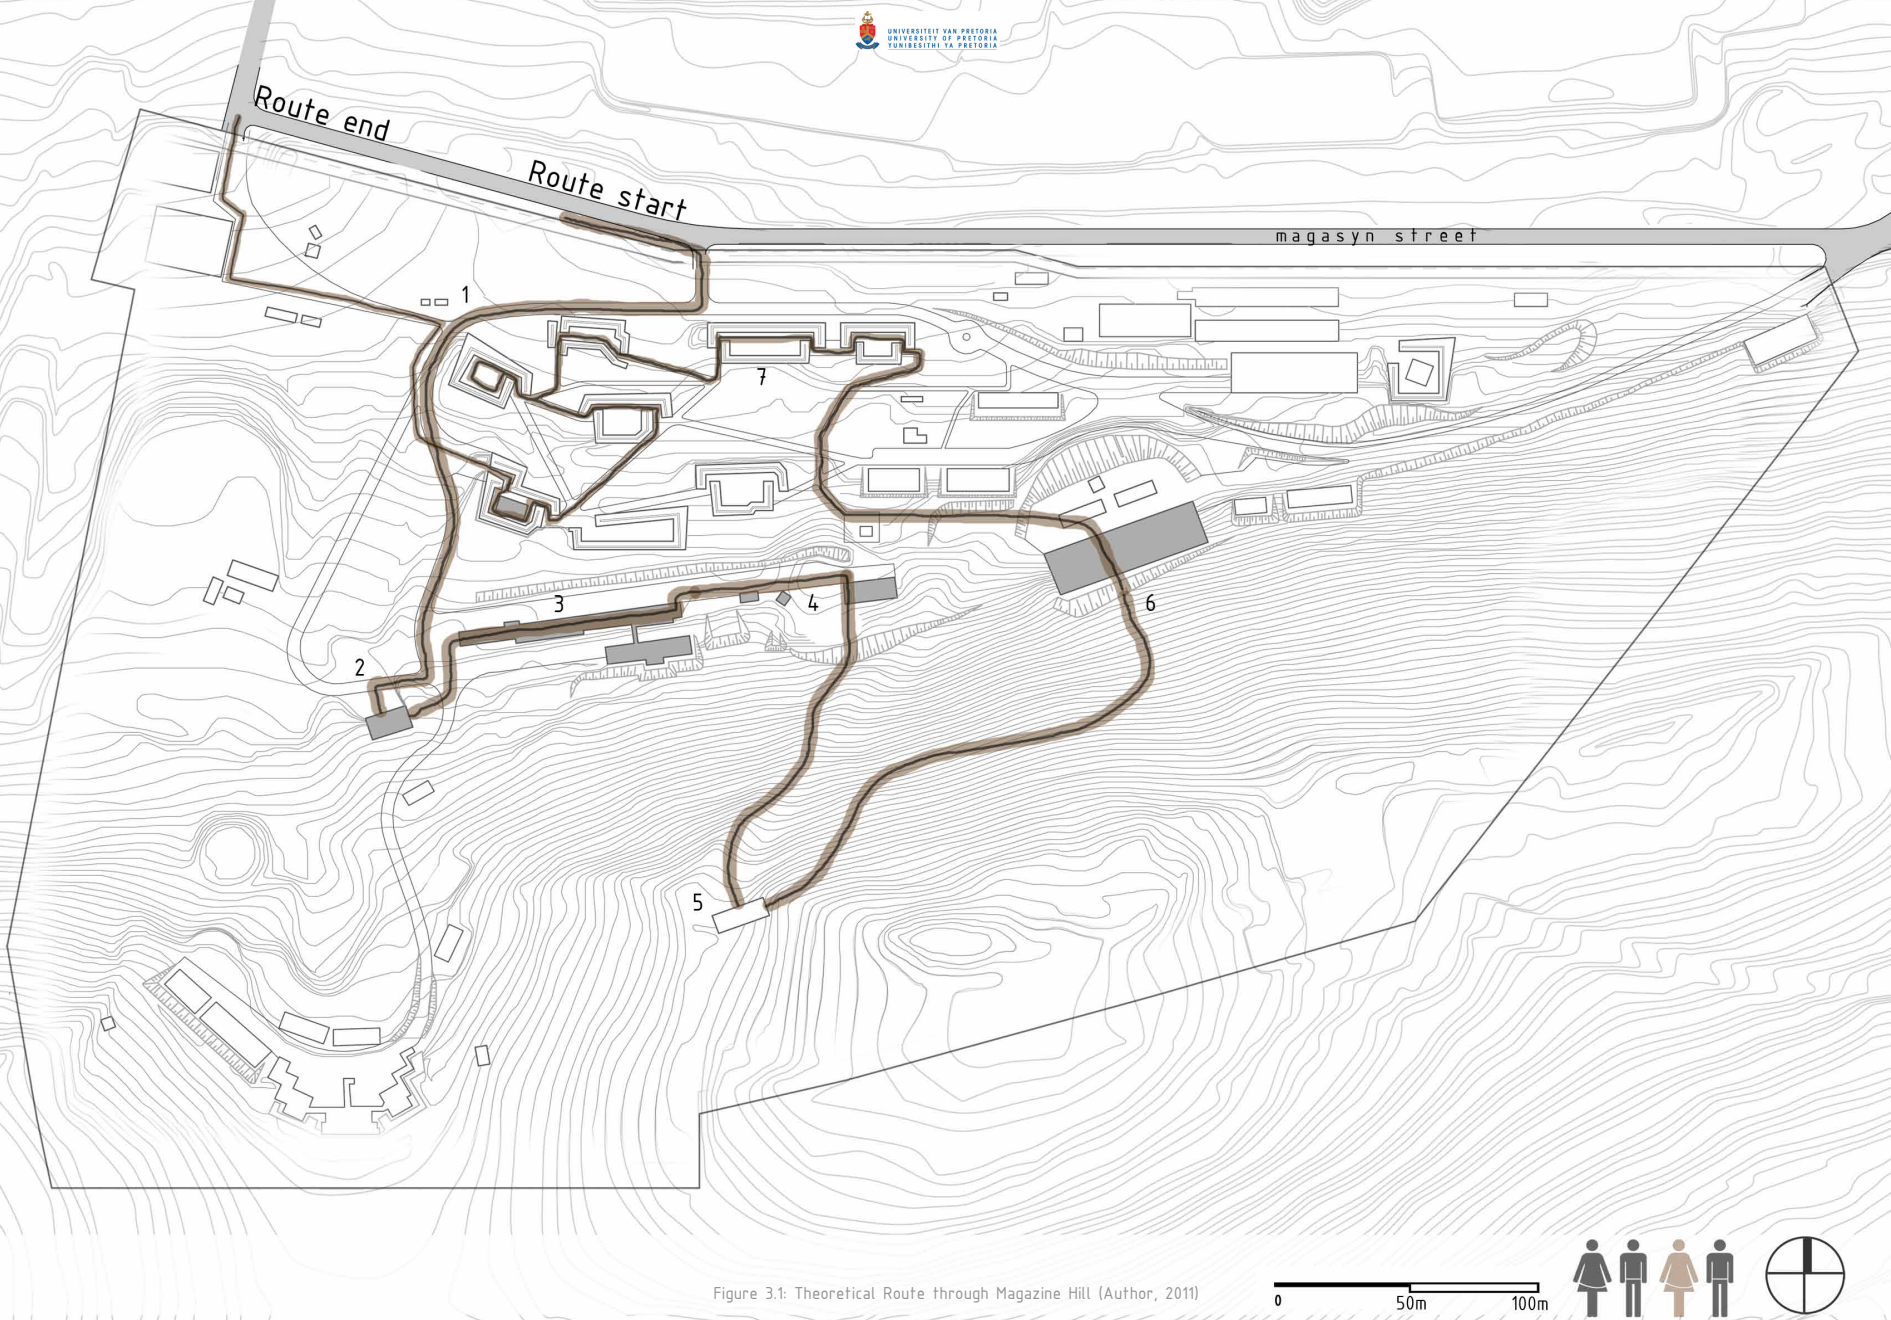 UNIVERSITEIT VAN PRETORIA
UNIVERSITY OF PRETORIA
YUNIBESITHI YA PRETORIA
Route end
Route start
magasyn street
1
7
3
4
6
2
5
Figure 3.1: Theoretical Route through Magazine Hill (Author, 2011)
0
50m
100m